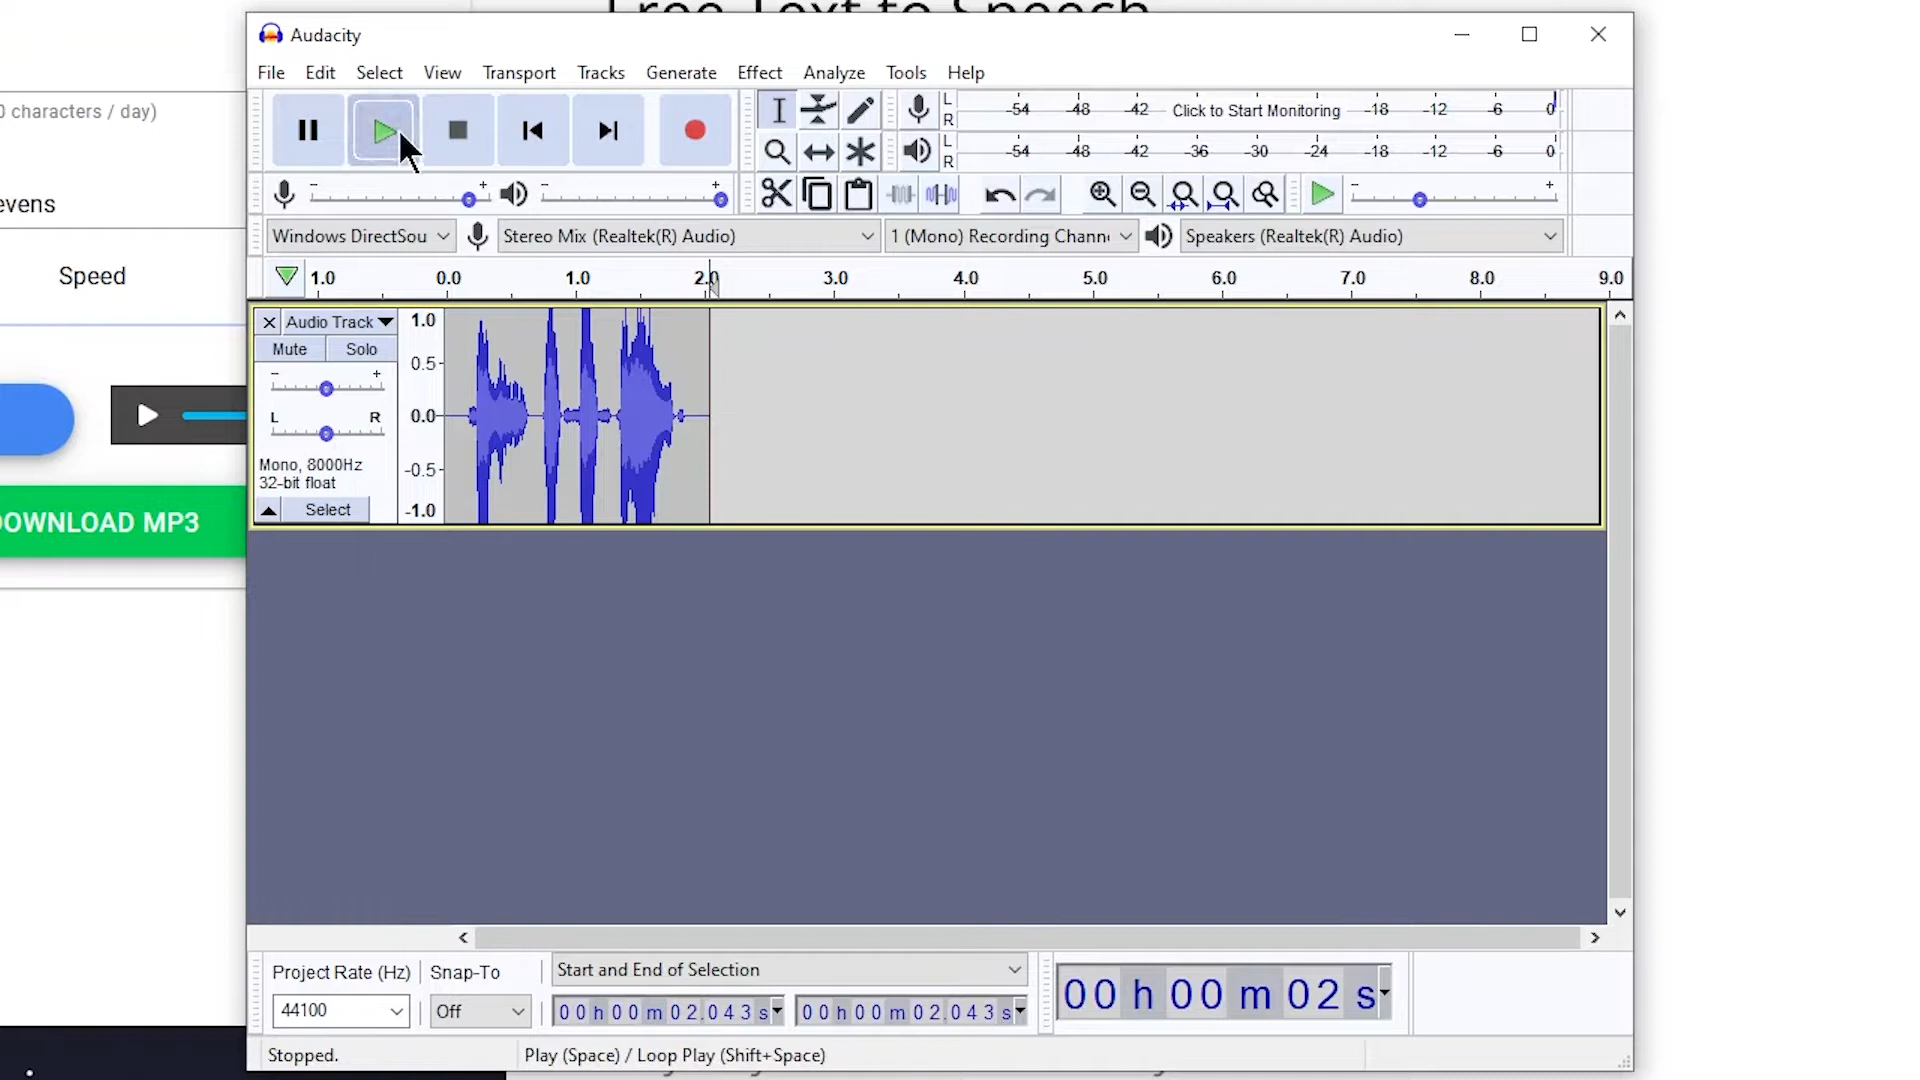 Free Text to Speech
Audacity
File Edit Select View Transport Tracks Generate Effect Analyze Tools Help
0 characters / day)
L R -54 -48 -42 Click to Start Monitoring -18 -12 -6 0
L R -54 -48 -42 -36 -30 -24 -18 -12 -6 0
- + - + - +
evens
Windows DirectSou Stereo Mix (Realtek(R) Audio) 1 (Mono) Recording Chann Speakers (Realtek(R) Audio)
Speed
1.0 0.0 1.0 2.0 3.0 4.0 5.0 6.0 7.0 8.0 9.0
Audio Track 1.0
Mute Solo
0.5
- +
L R 0.0
Mono, 8000Hz
32-bit float
-0.5
Select -1.0
DOWNLOAD MP3
Project Rate (Hz) Snap-To Start and End of Selection
44100 Off 00 h 00 m 02.043 s 00 h 00 m 02.043 s 00 h 00 m 02 s
Stopped. Play (Space) / Loop Play (Shift+Space)